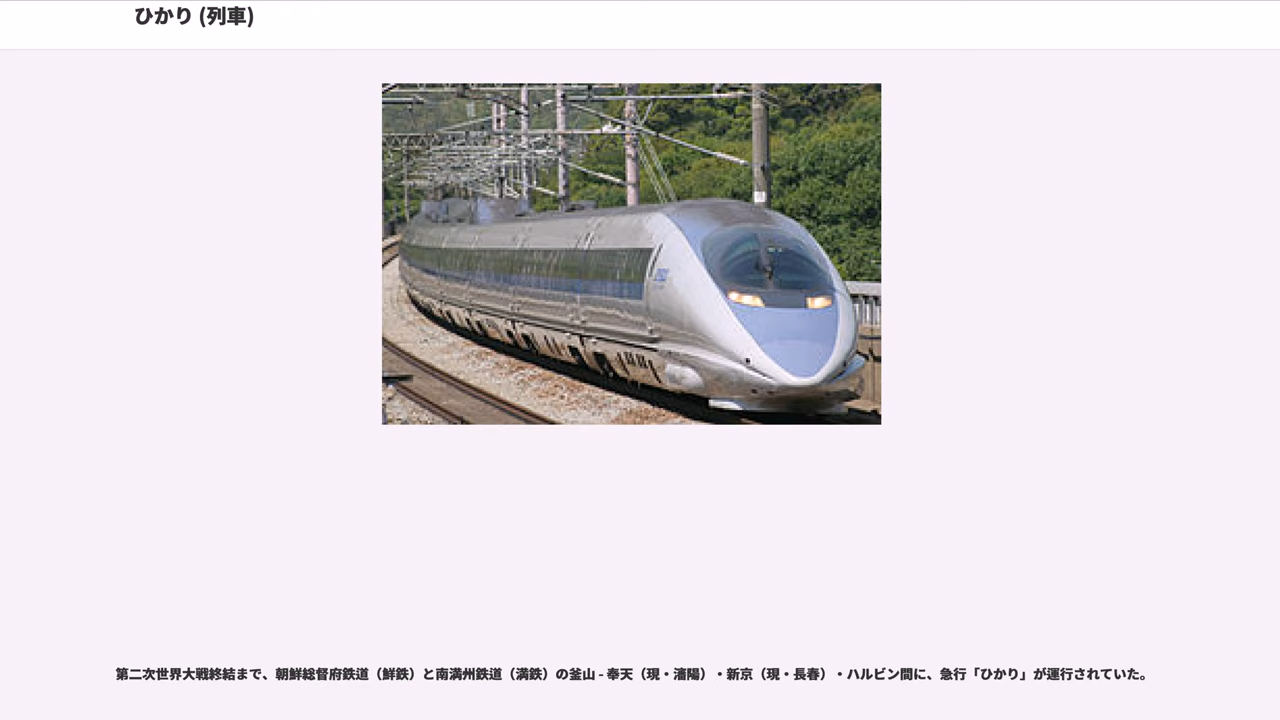 ひかり (列車)
第二次世界大戦終結まで、朝鮮総督府鉄道（鮮鉄）と南満州鉄道（満鉄）の釜山 - 奉天（現・瀋陽）・新京（現・長春）・ハルビン間に、急行「ひかり」が運行されていた。